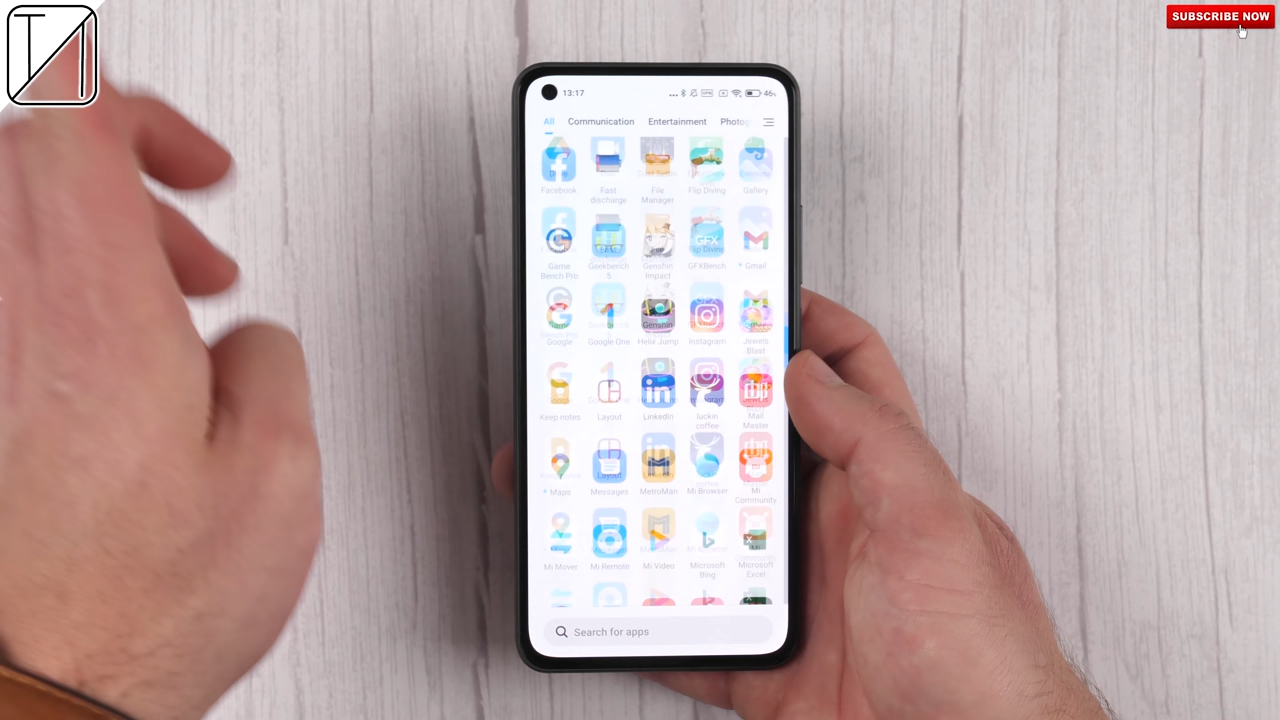 SUBSCRIBE NOW
13:17
46%
All Communication Entertainment Photog
Facebook Fast discharge File Manager Flip Diving Gallery
Game Bench Pro Geekbench 5 Genshin Impact GFXBench Gmail
Google Google One Helix Jump Instagram Jewels Blast
Keep notes Layout LinkedIn luckin coffee Mail Master
Maps Messages MetroMan Mi Browser Mi Community
Mi Mover Mi Remote Mi Video Microsoft Bing Microsoft Excel
Search for apps